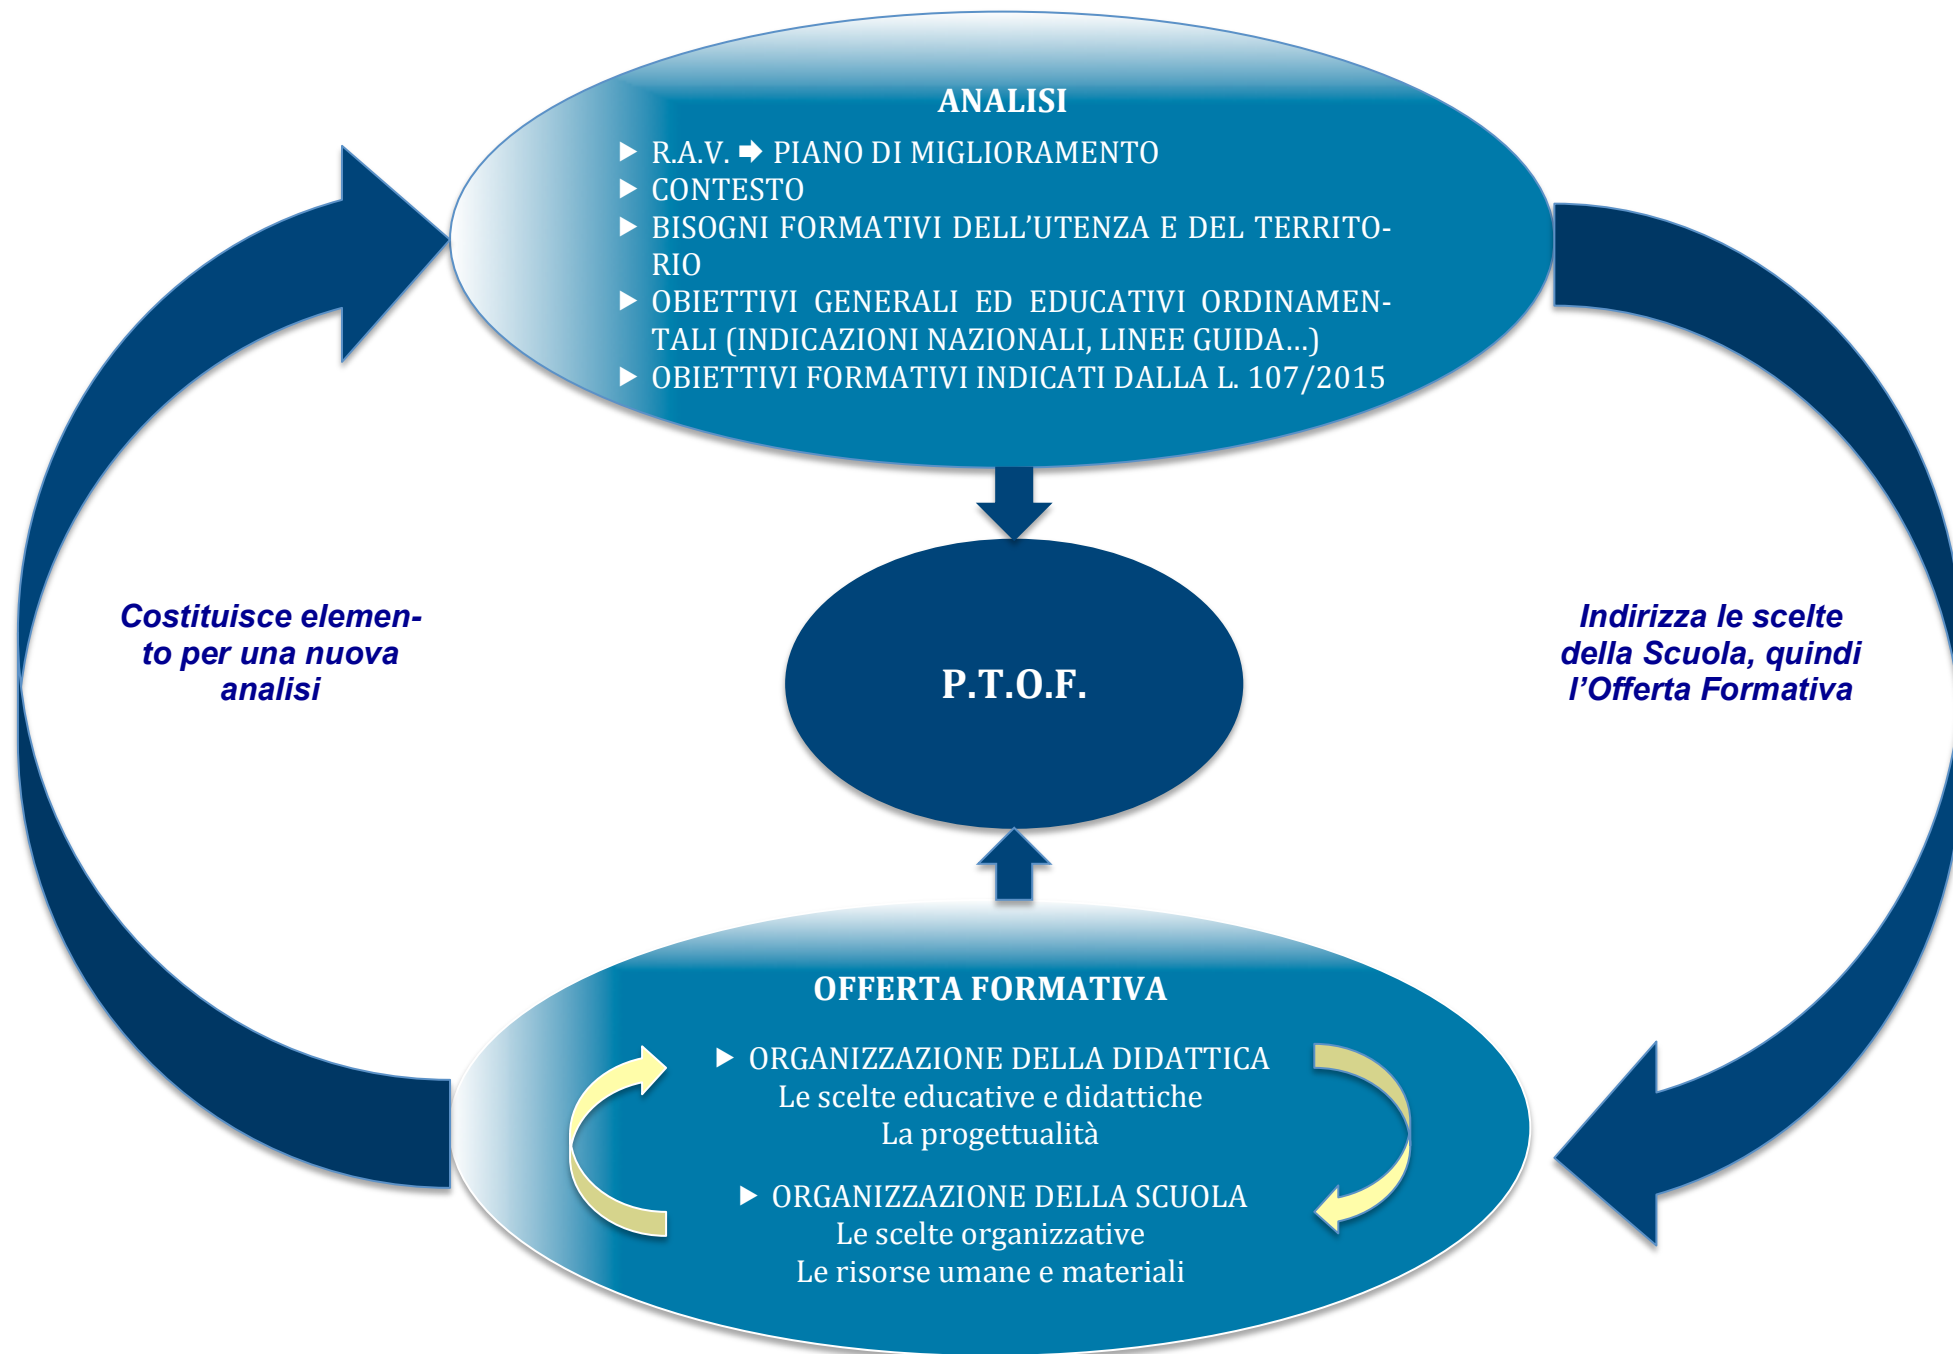 ANALISI
▶ R.A.V. ➡ PIANO DI MIGLIORAMENTO
▶ CONTESTO
▶ BISOGNI FORMATIVI DELL’UTENZA E DEL TERRITO-
RIO
▶ OBIETTIVI GENERALI ED EDUCATIVI ORDINAMEN-
TALI (INDICAZIONI NAZIONALI, LINEE GUIDA…)
▶ OBIETTIVI FORMATIVI INDICATI DALLA L. 107/2015
Costituisce elemen-
to per una nuova
analisi
P.T.O.F.
Indirizza le scelte
della Scuola, quindi
l’Offerta Formativa
OFFERTA FORMATIVA
▶ ORGANIZZAZIONE DELLA DIDATTICA
Le scelte educative e didattiche
La progettualità
▶ ORGANIZZAZIONE DELLA SCUOLA
Le scelte organizzative
Le risorse umane e materiali